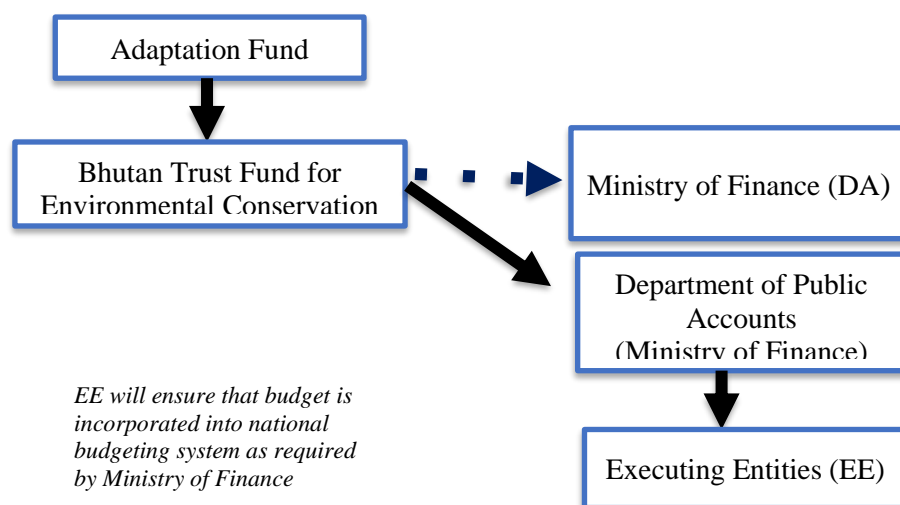 Adaptation Fund
Bhutan Trust Fund for
Environmental Conservation
Ministry of Finance (DA)
Department of Public
Accounts
(Ministry of Finance)
EE will ensure that budget is
incorporated into national
budgeting system as required
by Ministry of Finance
Executing Entities (EE)